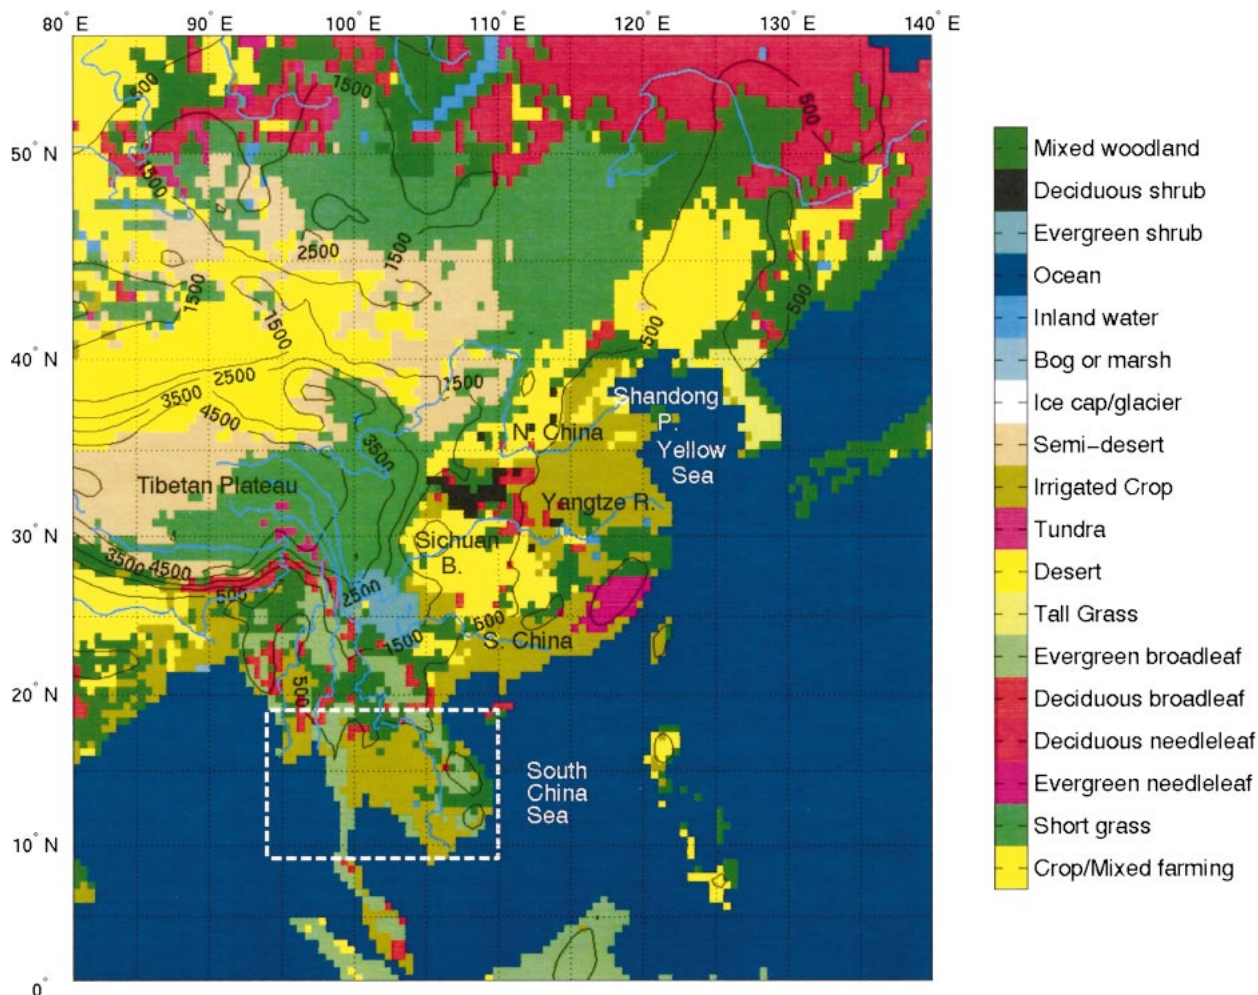 80° E 90° E 100° E 110° E 120° E 130° E 140° E
50° N
40° N
30° N
20° N
10° N
0°
500
1500
500
1500
2500
1500
1500
1500
500
500
2500
3500
4500
1500
3500
Shandong
P.
Yellow
Sea
N. China
Tibetan Plateau
Yangtze R.
Sichuan
B.
3500
4500
500
2500
1500
500
S. China
500
South
China
Sea
Mixed woodland
Deciduous shrub
Evergreen shrub
Ocean
Inland water
Bog or marsh
Ice cap/glacier
Semi-desert
Irrigated Crop
Tundra
Desert
Tall Grass
Evergreen broadleaf
Deciduous broadleaf
Deciduous needleleaf
Evergreen needleleaf
Short grass
Crop/Mixed farming